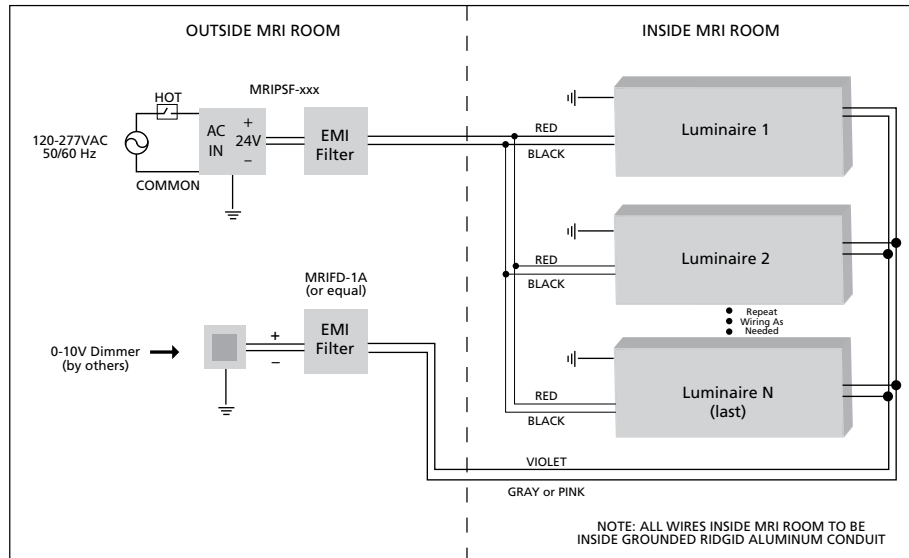 OUTSIDE MRI ROOM
INSIDE MRI ROOM
MRIPSF-xxx
HOT
120-277VAC
50/60 Hz
COMMON
AC
IN
+
24V
–
EMI
Filter
RED
BLACK
Luminaire 1
RED
BLACK
Luminaire 2
Repeat
Wiring As
Needed
MRIFD-1A
(or equal)
0-10V Dimmer
(by others)
+
–
EMI
Filter
RED
BLACK
Luminaire N
(last)
VIOLET
GRAY or PINK
NOTE: ALL WIRES INSIDE MRI ROOM TO BE
INSIDE GROUNDED RIDGID ALUMINUM CONDUIT